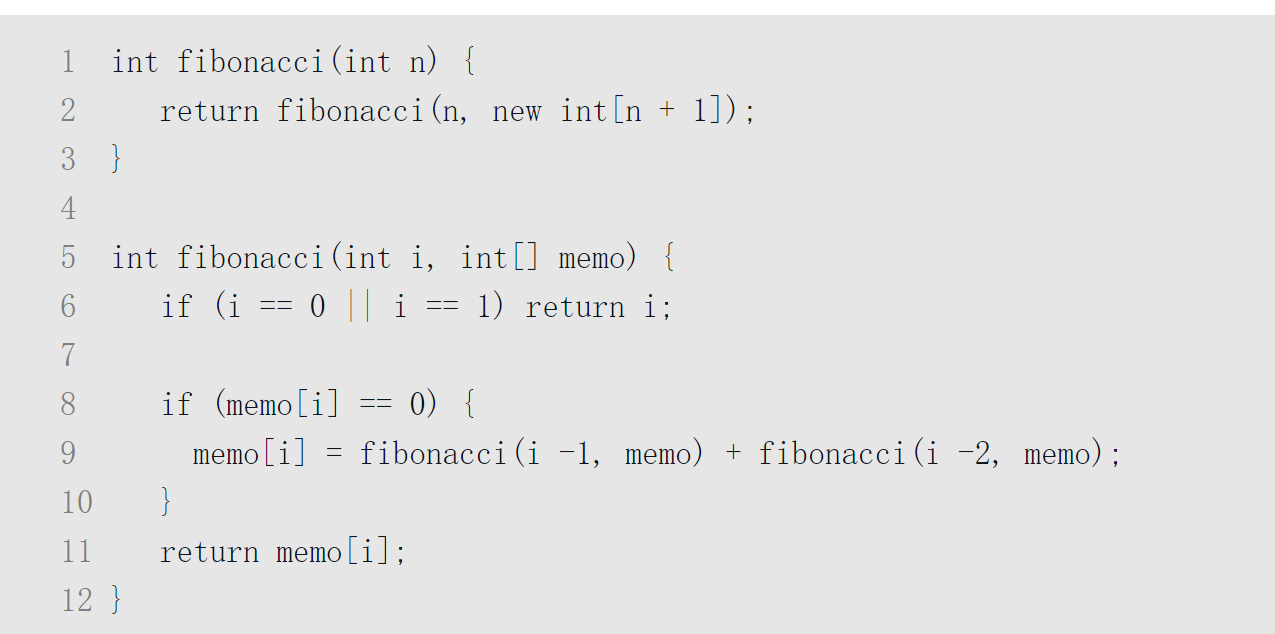 1 int fibonacci(int n) {
2 return fibonacci(n, new int[n + 1]);
3 }
4
5 int fibonacci(int i, int[] memo) {
6 if (i == 0 || i == 1) return i;
7
8 if (memo[i] == 0) {
9 memo[i] = fibonacci(i -1, memo) + fibonacci(i -2, memo);
10 }
11 return memo[i];
12 }